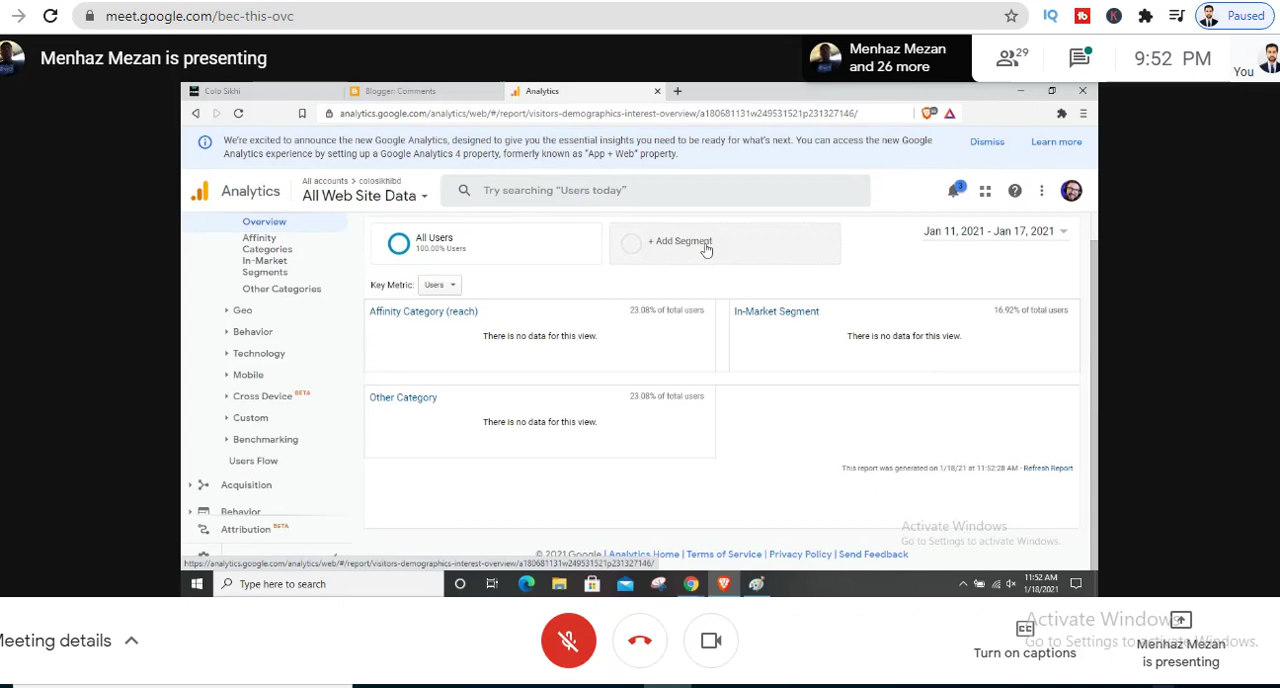 meet.google.com/bec-this-ovc
Paused
Menhaz Mezan is presenting
Menhaz Mezan
and 26 more
29
9:52 PM
You
Colo Sikhi
Blogger: Comments
Analytics
analytics.google.com/analytics/web/#/report/visitors-demographics-interest-overview/a180681131w249531521p231327146/
We're excited to announce the new Google Analytics, designed to give you the essential insights you need to be ready for what's next. You can access the new Google
Analytics experience by setting up a Google Analytics 4 property, formerly known as "App + Web" property.
Dismiss
Learn more
Analytics
All accounts > colosikhibd
All Web Site Data
Try searching "Users today"
3
Overview
Affinity
Categories
In-Market
Segments
Other Categories
Geo
Behavior
Technology
Mobile
Cross Device BETA
Custom
Benchmarking
Users Flow
Acquisition
Behavior
Attribution BETA
All Users
100.00% Users
+ Add Segment
Jan 11, 2021 - Jan 17, 2021
Key Metric:
Users
Affinity Category (reach)
23.08% of total users
There is no data for this view.
In-Market Segment
16.92% of total users
There is no data for this view.
Other Category
23.08% of total users
There is no data for this view.
This report was generated on 1/18/21 at 11:52:28 AM - Refresh Report
Activate Windows
Go to Settings to activate Windows.
© 2021 Google | Analytics Home | Terms of Service | Privacy Policy | Send Feedback
https://analytics.google.com/analytics/web/#/report/visitors-demographics-interest-overview/a180681131w249531521p231327146/
Type here to search
11:52 AM
1/18/2021
Meeting details
Turn on captions
Menhaz Mezan
is presenting
Activate Windows
Go to Settings to activate Windows.